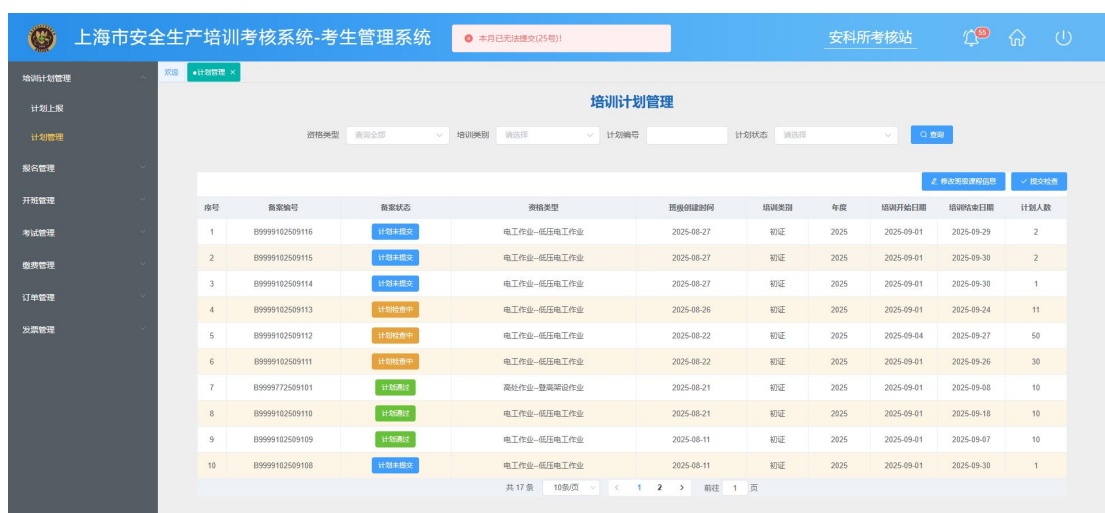 上海市安全生产培训考核系统-考生管理系统
本月已无法提交(25号)!
安科所考核站
55
培训计划管理
计划上报
计划管理
报名管理
开班管理
考试管理
缴费管理
订单管理
发票管理
欢迎 计划管理 ×
培训计划管理
资格类型 查询全部 培训类别 请选择 计划编号 计划状态 请选择 查询
修改班级课程信息 提交检查
序号 备案编号 备案状态 资格类型 班级创建时间 培训类别 年度 培训开始日期 培训结束日期 计划人数
1 B9999102509116 计划未提交 电工作业--低压电工作业 2025-08-27 初证 2025 2025-09-01 2025-09-29 2
2 B9999102509115 计划未提交 电工作业--低压电工作业 2025-08-27 初证 2025 2025-09-01 2025-09-30 2
3 B9999102509114 计划未提交 电工作业--低压电工作业 2025-08-27 初证 2025 2025-09-01 2025-09-30 1
4 B9999102509113 计划检查中 电工作业--低压电工作业 2025-08-26 初证 2025 2025-09-01 2025-09-24 11
5 B9999102509112 计划检查中 电工作业--低压电工作业 2025-08-22 初证 2025 2025-09-04 2025-09-27 50
6 B9999102509111 计划检查中 电工作业--低压电工作业 2025-08-22 初证 2025 2025-09-01 2025-09-26 30
7 B9999772509101 计划通过 高处作业--登高架设作业 2025-08-21 初证 2025 2025-09-01 2025-09-08 10
8 B9999102509110 计划通过 电工作业--低压电工作业 2025-08-21 初证 2025 2025-09-01 2025-09-18 10
9 B9999102509109 计划通过 电工作业--低压电工作业 2025-08-11 初证 2025 2025-09-01 2025-09-07 10
10 B9999102509108 计划未提交 电工作业--低压电工作业 2025-08-11 初证 2025 2025-09-01 2025-09-30 1
共 17 条 10条/页 < 1 2 > 前往 1 页